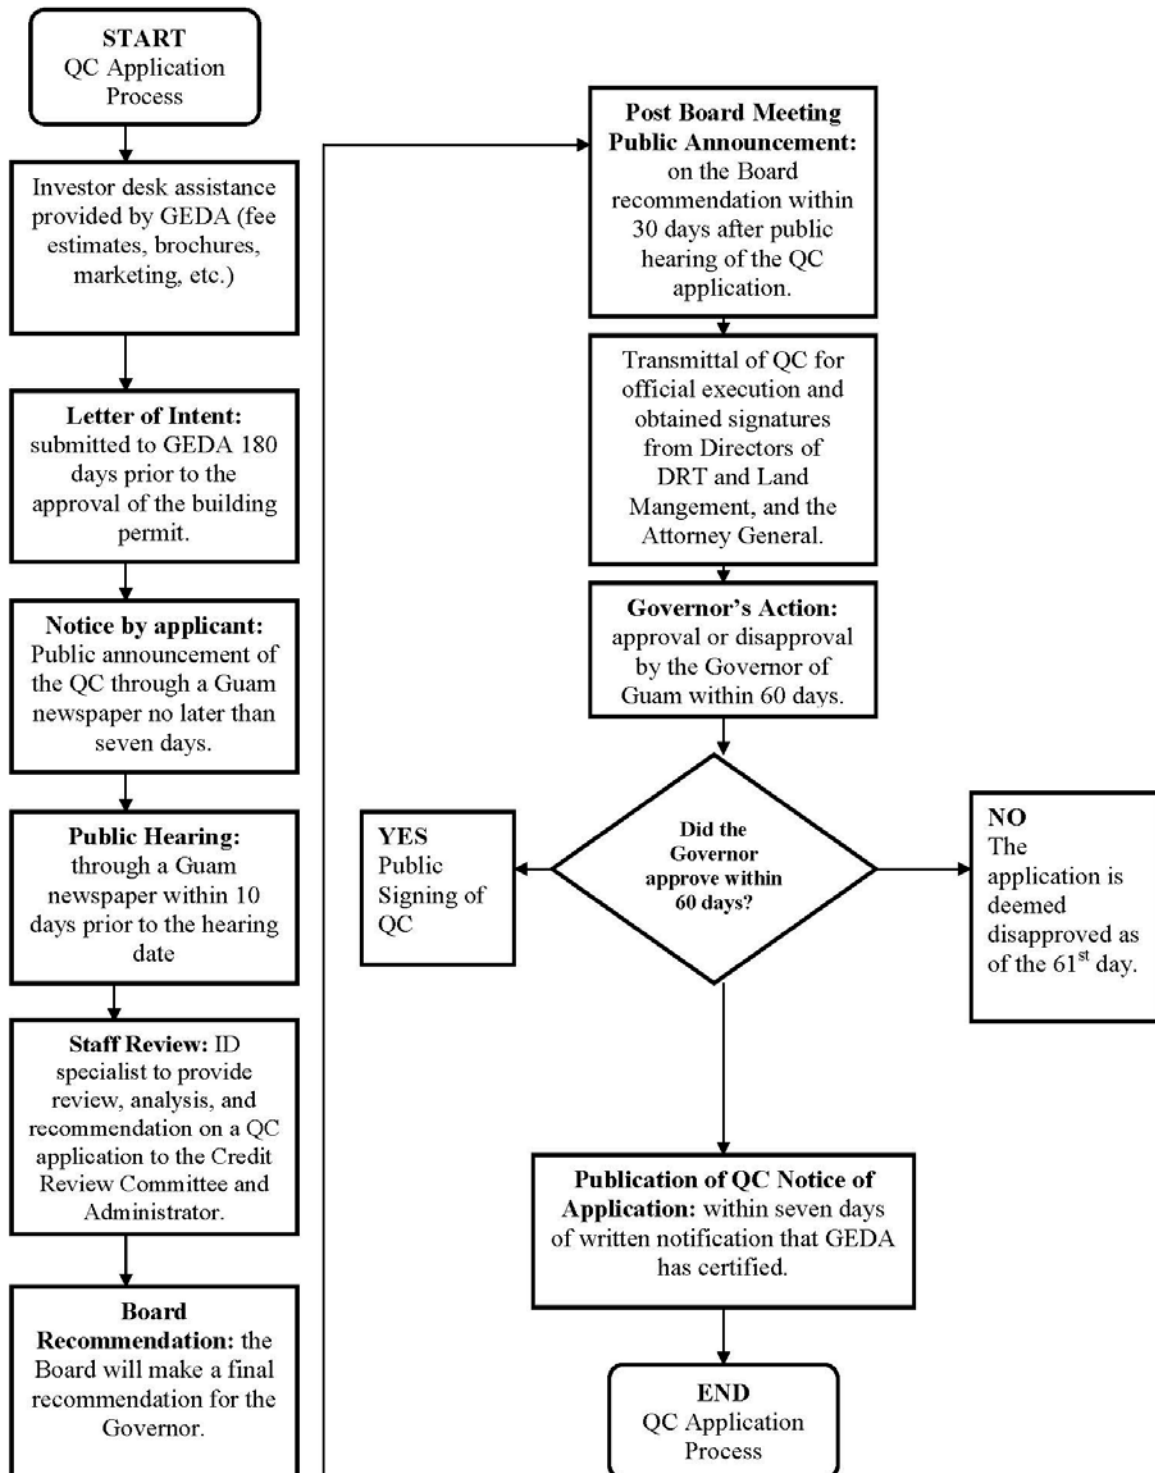 START
QC Application
Process
Investor desk assistance
provided by GEDA (fee
estimates, brochures,
marketing, etc.)
Letter of Intent:
submitted to GEDA 180
days prior to the
approval of the building
permit.
Notice by applicant:
Public announcement of
the QC through a Guam
newspaper no later than
seven days.
Public Hearing:
through a Guam
newspaper within 10
days prior to the hearing
date
Staff Review: ID
specialist to provide
review, analysis, and
recommendation on a QC
application to the Credit
Review Committee and
Administrator.
Board
Recommendation: the
Board will make a final
recommendation for the
Governor.
Post Board Meeting
Public Announcement:
on the Board
recommendation within
30 days after public
hearing of the QC
application.
Transmittal of QC for
official execution and
obtained signatures
from Directors of
DRT and Land
Mangement, and the
Attorney General.
Governor's Action:
approval or disapproval
by the Governor of
Guam within 60 days.
Did the
Governor
approve within
60 days?
YES
Public
Signing of
QC
NO
The
application is
deemed
disapproved as
of the 61st day.
Publication of QC Notice of
Application: within seven days
of written notification that GEDA
has certified.
END
QC Application
Process